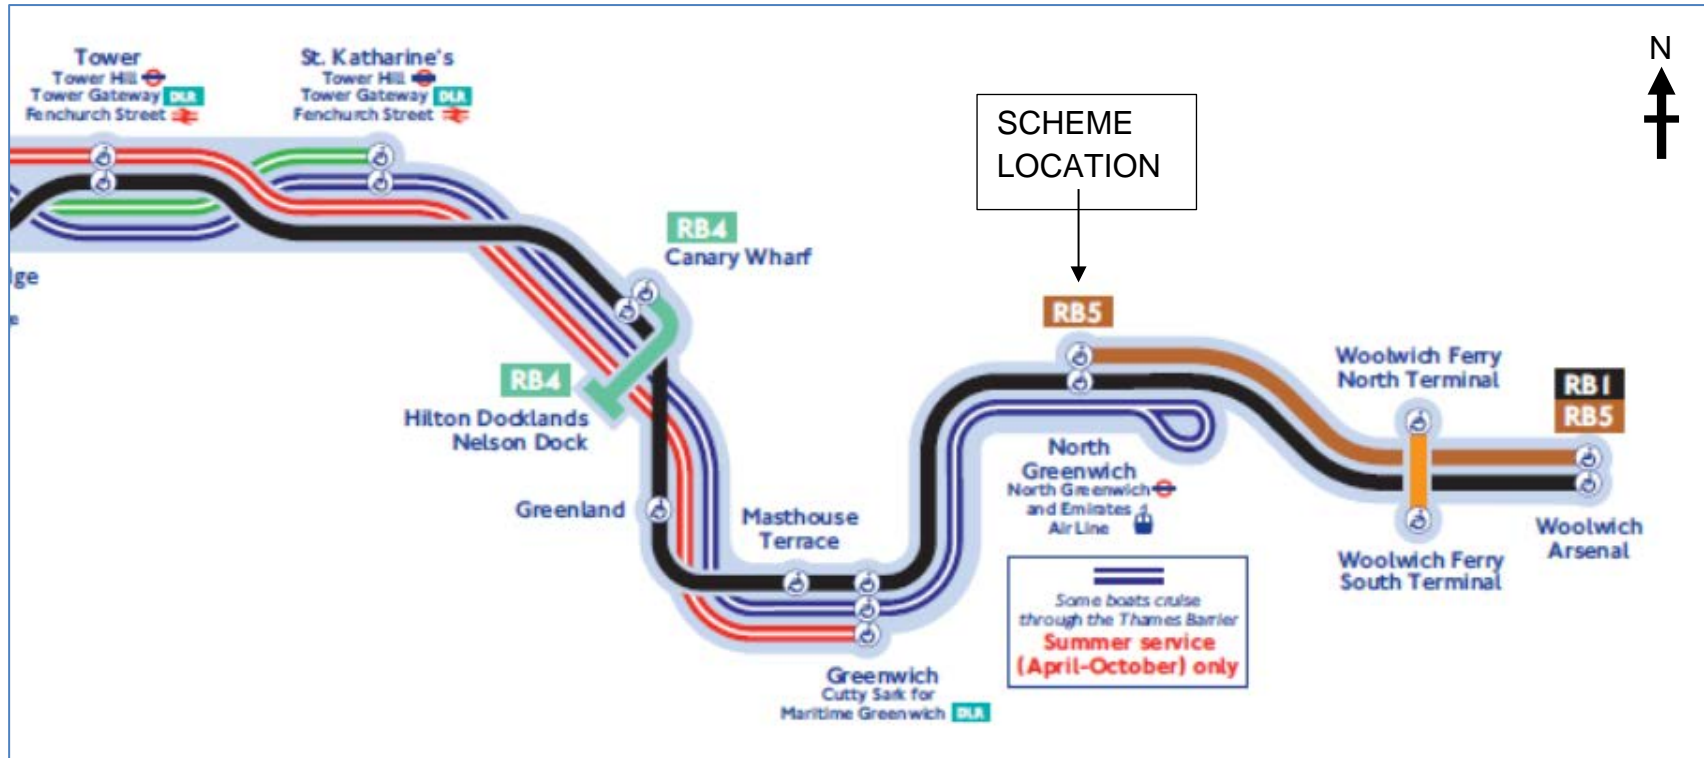 Tower
Tower Hill
Tower Gateway DLR
Fenchurch Street
St. Katharine's
Tower Hill
Tower Gateway DLR
Fenchurch Street
SCHEME
LOCATION
N
RB4
Canary Wharf
RB4
Hilton Docklands
Nelson Dock
Greenland
Masthouse
Terrace
Greenwich
Cutty Sark for
Maritime Greenwich DLR
RB5
North
Greenwich
North Greenwich
and Emirates
Air Line
Some boats cruise
through the Thames Barrier
Summer service
(April-October) only
Woolwich Ferry
North Terminal
Woolwich Ferry
South Terminal
RB1
RB5
Woolwich
Arsenal